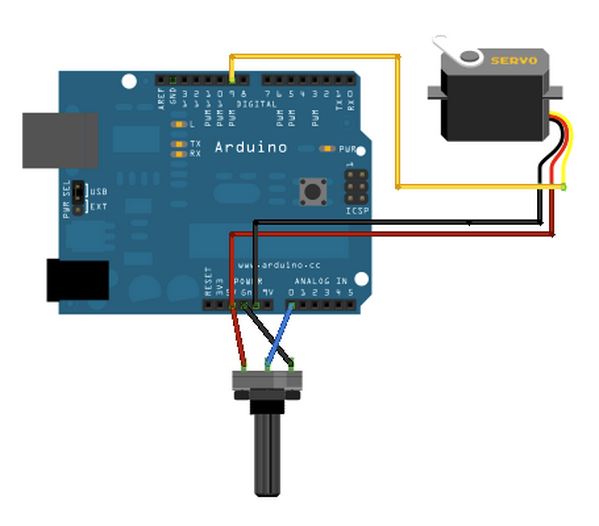 SERVO
AREF
GND
13
12
11
10
9
8
7
6
5
4
3
2
1
0
PWM
PWM
PWM
PWM
PWM
PWM
TX
RX
DIGITAL
L
TX
RX
Arduino
PWR
1
ICSP
PWR SEL
USB
EXT
www.arduino.cc
RESET
3V3
5V
Gnd
9V
POWER
ANALOG IN
0 1 2 3 4 5